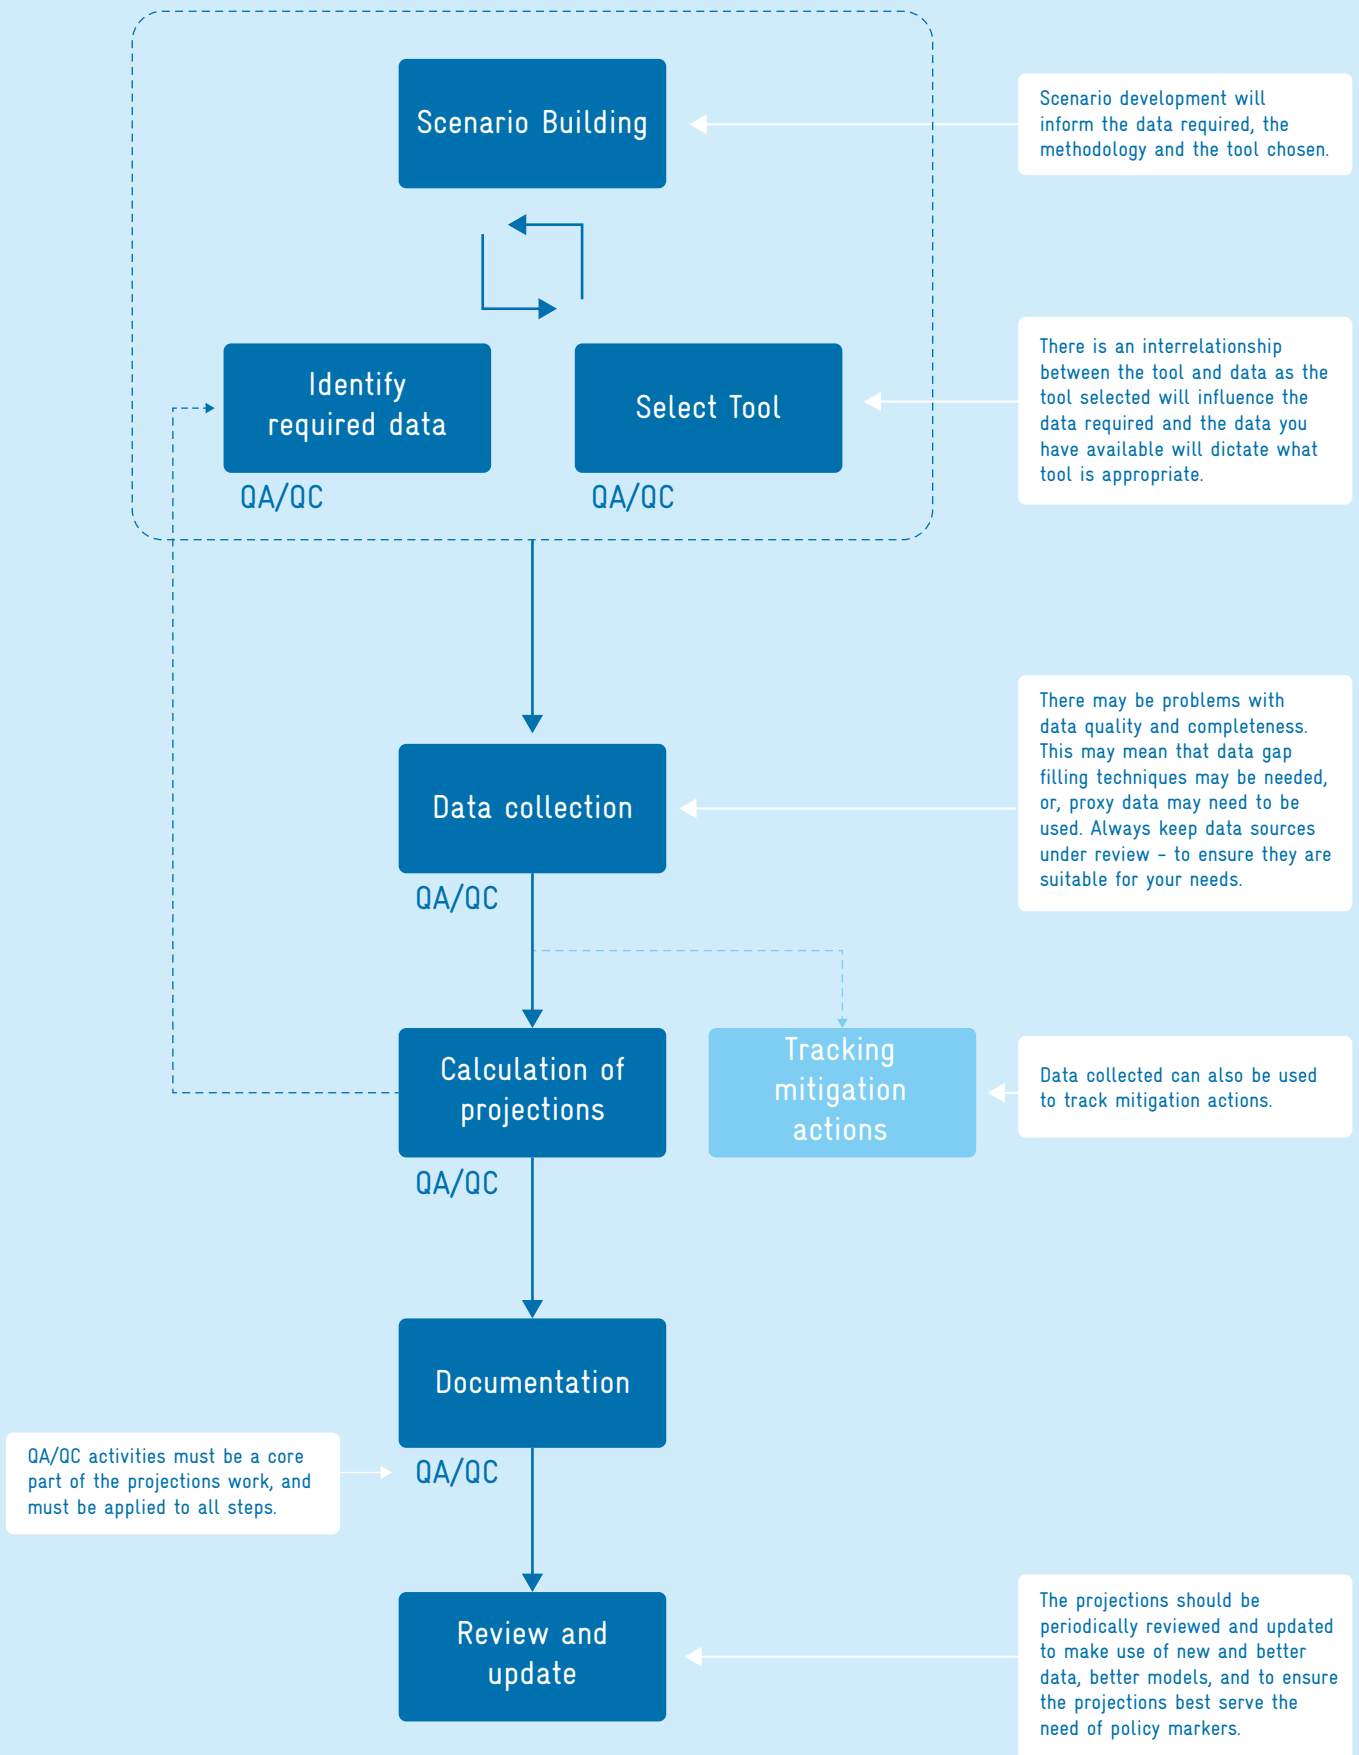 Scenario Building
Scenario development will
inform the data required, the
methodology and the tool chosen.
Identify
required data
QA/QC
Select Tool
QA/QC
There is an interrelationship
between the tool and data as the
tool selected will influence the
data required and the data you
have available will dictate what
tool is appropriate.
Data collection
QA/QC
There may be problems with
data quality and completeness.
This may mean that data gap
filling techniques may be needed,
or, proxy data may need to be
used. Always keep data sources
under review – to ensure they are
suitable for your needs.
Calculation of
projections
QA/QC
Tracking
mitigation
actions
Data collected can also be used
to track mitigation actions.
Documentation
QA/QC
QA/QC activities must be a core
part of the projections work, and
must be applied to all steps.
Review and
update
The projections should be
periodically reviewed and updated
to make use of new and better
data, better models, and to ensure
the projections best serve the
need of policy markers.